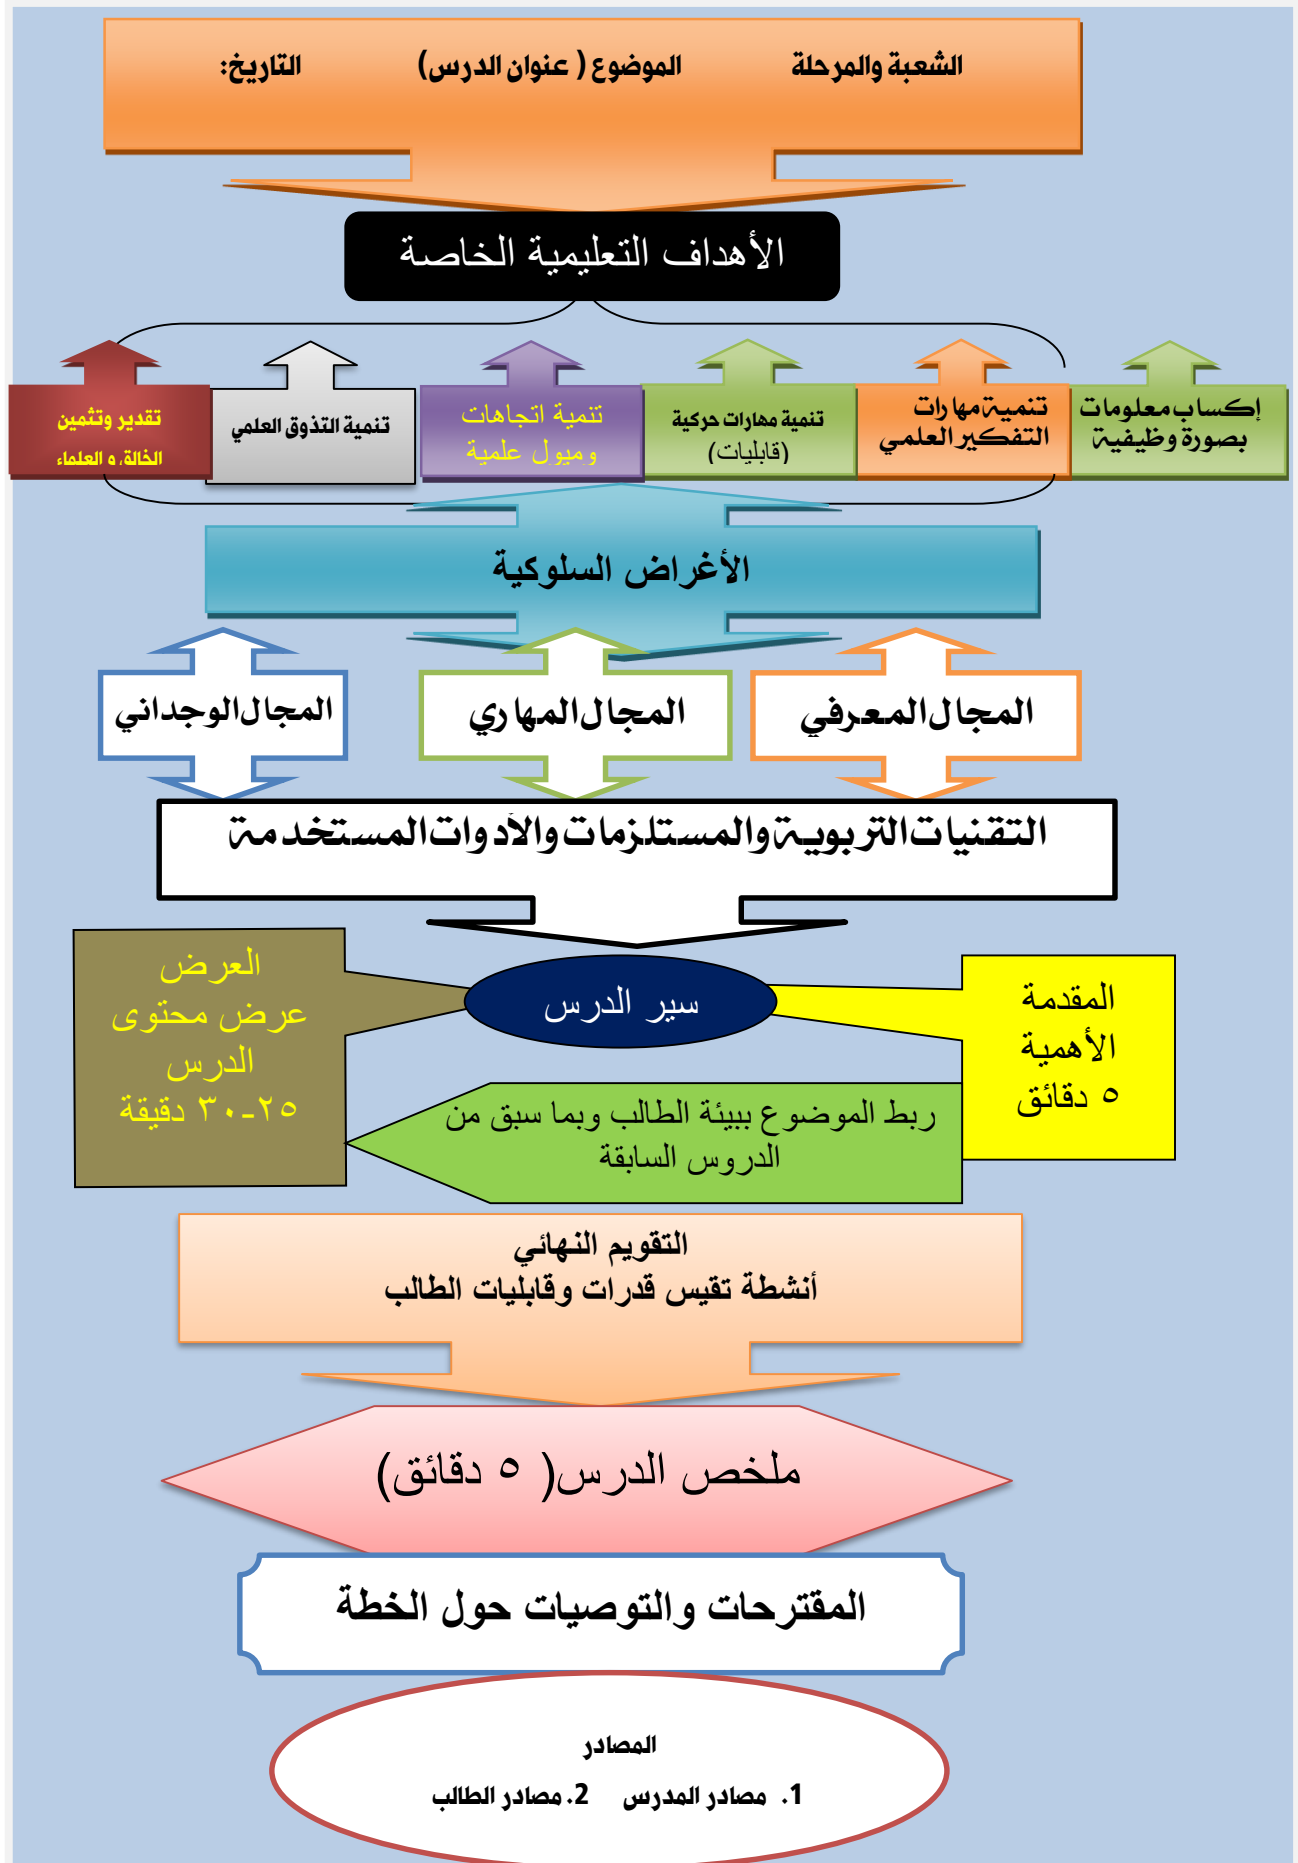 الشعبة والمرحلة الموضوع ( عنوان الدرس) التاريخ:
الأهداف التعليمية الخاصة
إكساب معلومات
بصورة وظيفية
تنمية مهارات
التفكير العلمي
تنمية مهارات حركية
(قابليات)
تنمية اتجاهات
وميول علمية
تنمية التذوق العلمي
تقدير وتثمين
الخالق و العلماء
الأغراض السلوكية
المجال المعرفي
المجال المهاري
المجال الوجداني
التقنيات التربوية والمستلزمات والأدوات المستخدمة
سير الدرس
المقدمة
الأهمية
٥ دقائق
العرض
عرض محتوى
الدرس
٢٥-٣٠ دقيقة
ربط الموضوع ببيئة الطالب وبما سبق من
الدروس السابقة
التقويم النهائي
أنشطة تقيس قدرات وقابليات الطالب
ملخص الدرس( ٥ دقائق)
المقترحات والتوصيات حول الخطة
المصادر
1. مصادر المدرس 2. مصادر الطالب